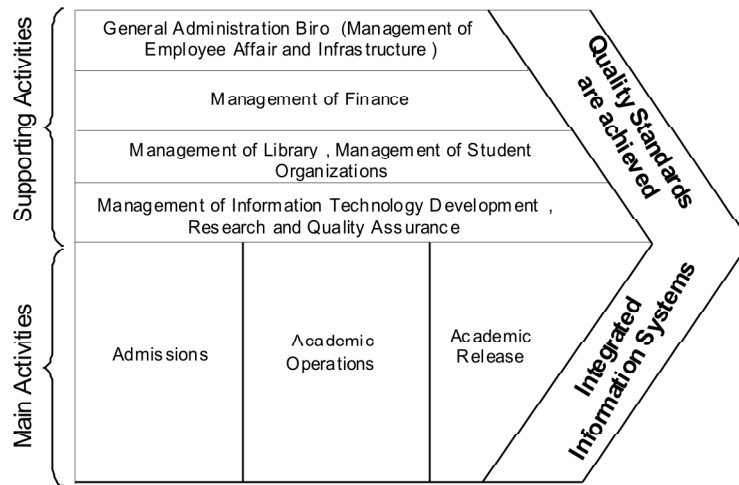 Supporting Activities
General Administration Biro (Management of
Employee Affair and Infrastructure )
Management of Finance
Management of Library , Management of Student
Organizations
Management of Information Technology Development ,
Research and Quality Assurance
Quality Standards
are achieved
Main Activities
Admissions
Academic
Operations
Academic
Release
Integrated
Information Systems